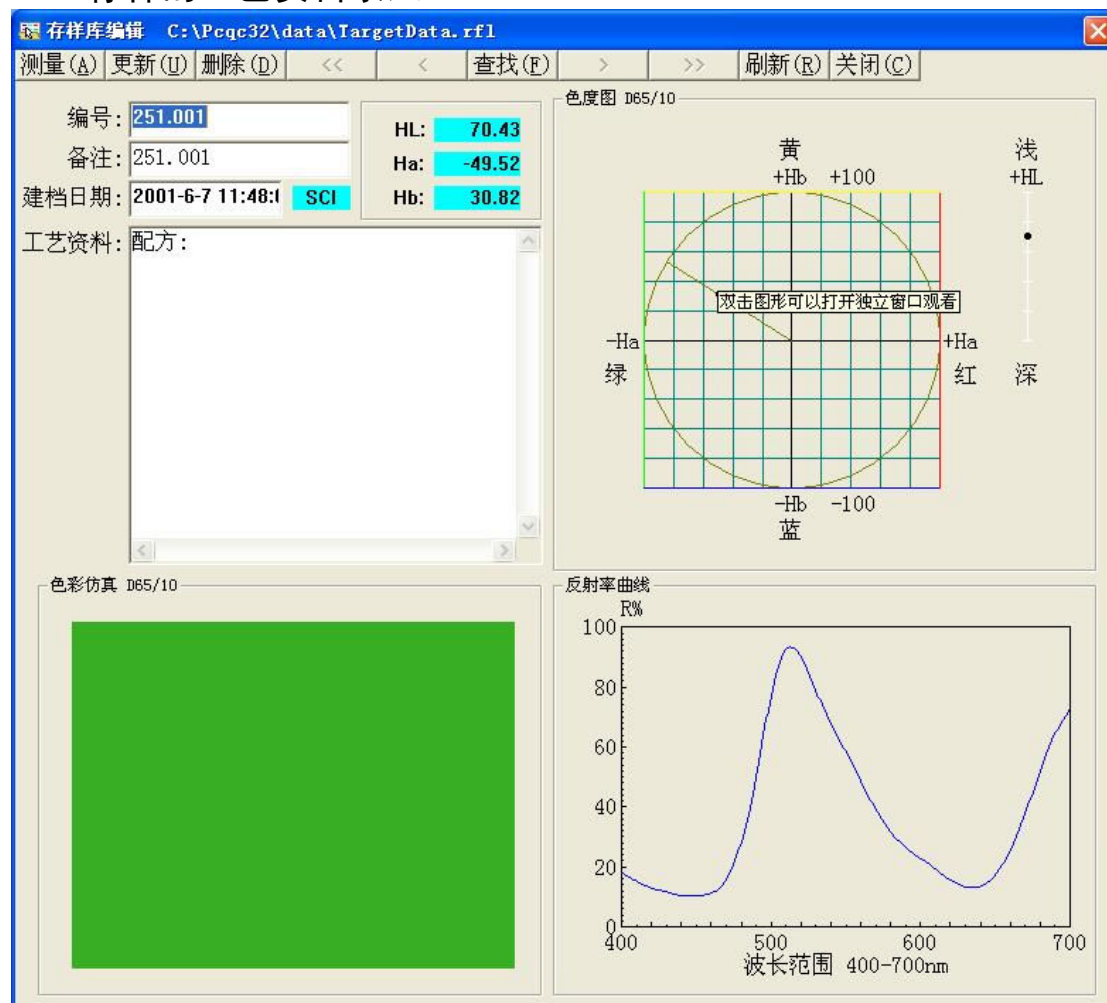 存样库编辑 C:\Pcqc32\data\TargetData.rfl
测量(A) 更新(U) 删除(D) << < 查找(F) > >> 刷新(R) 关闭(C)
编号: 251.001
备注: 251.001
建档日期: 2001-6-7 11:48:( SCI
HL: 70.43
Ha: -49.52
Hb: 30.82
工艺资料: 配方:
色度图 D65/10
黄
+Hb +100
浅
+HL
双击图形可以打开独立窗口观看
-Ha
绿
+Ha
红
深
-Hb -100
蓝
色彩仿真 D65/10
反射率曲线
R%
100
80
60
40
20
0
400 500 600 700
波长范围 400-700nm